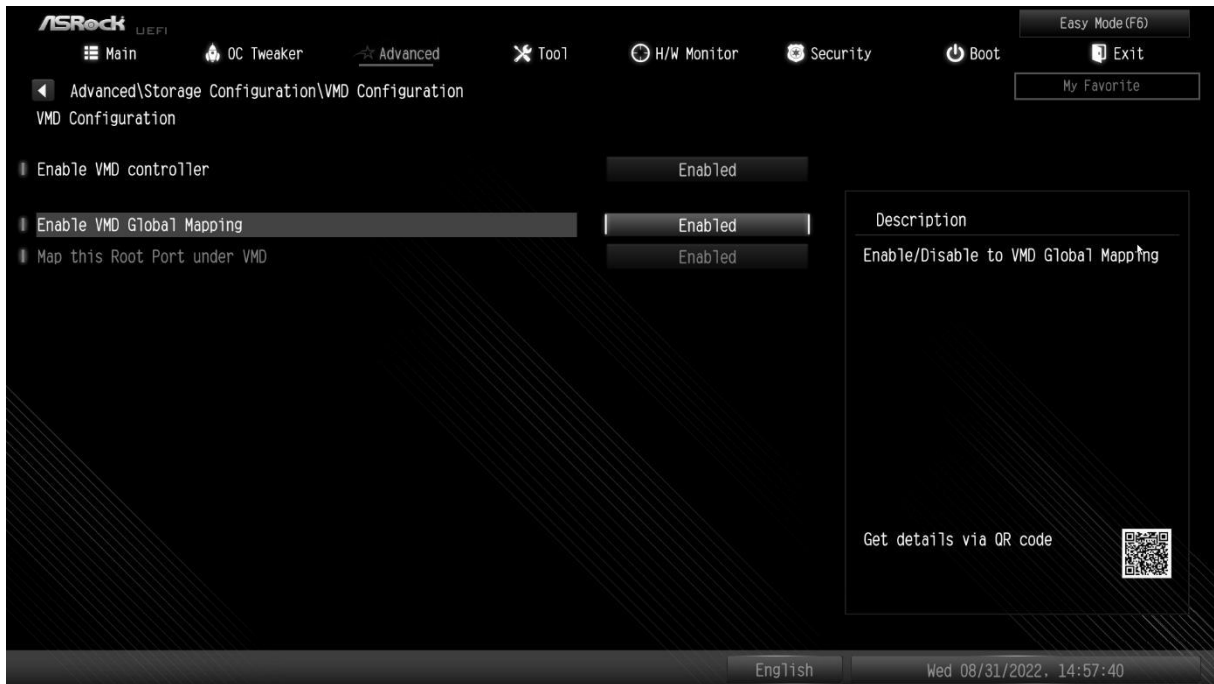 ASRock UEFI
Easy Mode(F6)
Main OC Tweaker Advanced Tool H/W Monitor Security Boot Exit
Advanced\Storage Configuration\VMD Configuration
My Favorite
VMD Configuration
Enable VMD controller Enabled
Enable VMD Global Mapping Enabled
Map this Root Port under VMD Enabled
Description
Enable/Disable to VMD Global Mapping
Get details via QR code
English
Wed 08/31/2022, 14:57:40